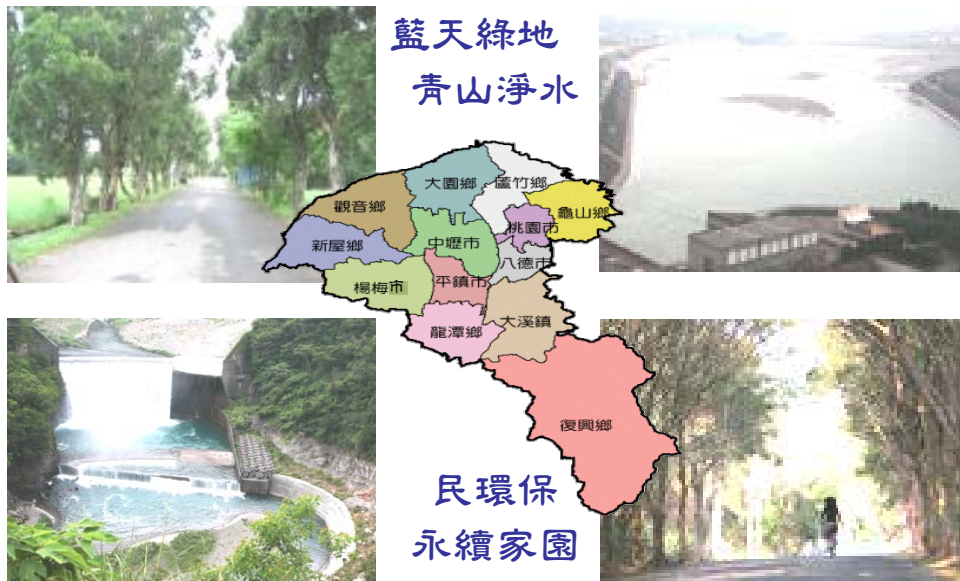 藍天綠地
青山淨水
大園鄉
蘆竹鄉
觀音鄉
龜山鄉
桃園市
新屋鄉
中壢市
八德市
楊梅市
平鎮市
龍潭鄉
大溪鎮
復興鄉
民環保
永續家園